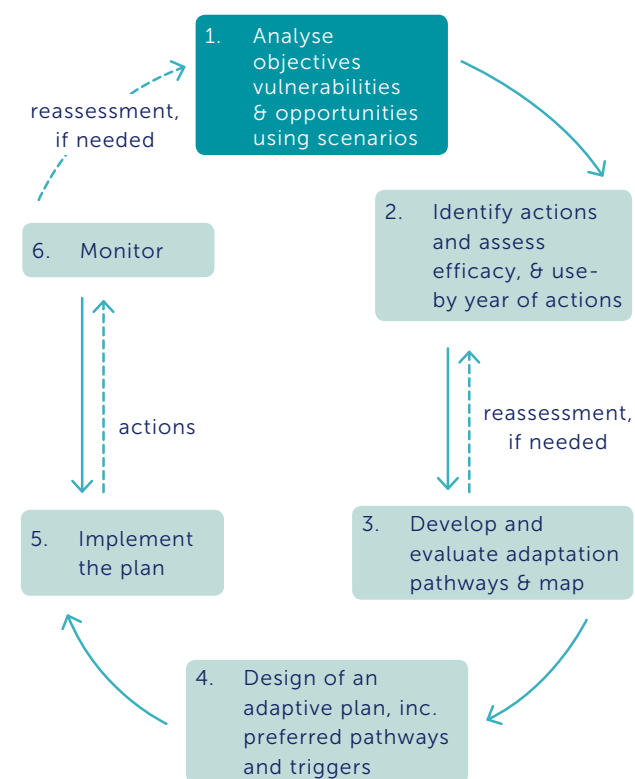 1. Analyse
objectives
vulnerabilities
& opportunities
using scenarios
reassessment,
if needed
2. Identify actions
and assess
efficacy, & use-
by year of actions
reassessment,
if needed
3. Develop and
evaluate adaptation
pathways & map
4. Design of an
adaptive plan, inc.
preferred pathways
and triggers
5. Implement
the plan
actions
6. Monitor